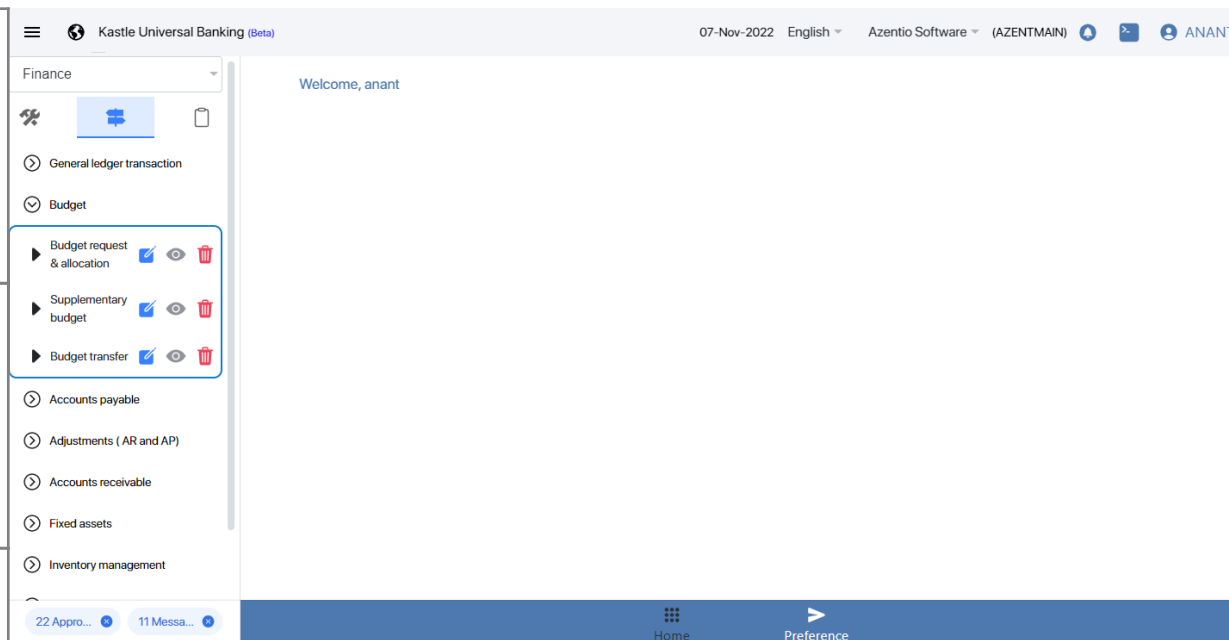 Kastle Universal Banking (Beta)
07-Nov-2022 English Azentio Software (AZENTMAIN) ANANT
Finance
Welcome, anant
General ledger transaction
Budget
Budget request
& allocation
Supplementary
budget
Budget transfer
Accounts payable
Adjustments ( AR and AP)
Accounts receivable
Fixed assets
Inventory management
22 Appro... 11 Messa...
Home Preference